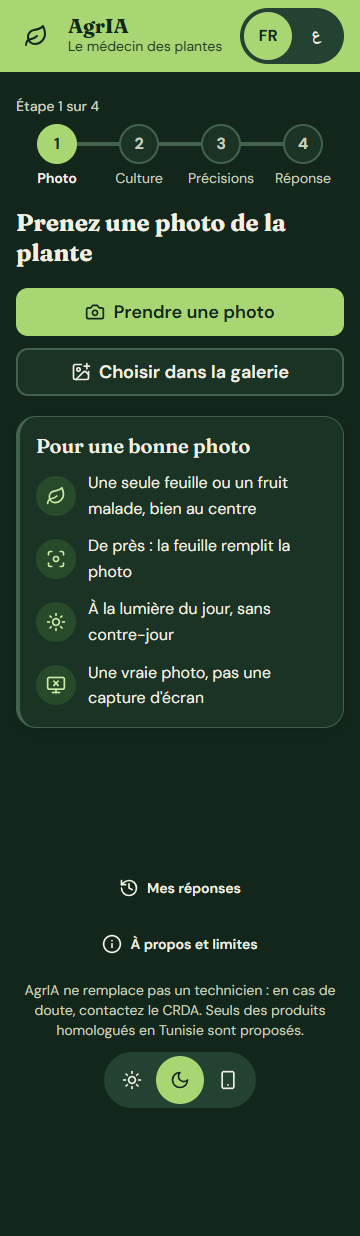 AgrIA
Le médecin des plantes
FR
ع
Étape 1 sur 4
1
2
3
4
Photo
Culture
Précisions
Réponse
Prenez une photo de la
plante
Prendre une photo
Choisir dans la galerie
Pour une bonne photo
Une seule feuille ou un fruit
malade, bien au centre
De près : la feuille remplit la
photo
À la lumière du jour, sans
contre-jour
Une vraie photo, pas une
capture d'écran
Mes réponses
À propos et limites
AgrIA ne remplace pas un technicien : en cas de
doute, contactez le CRDA. Seuls des produits
homologués en Tunisie sont proposés.